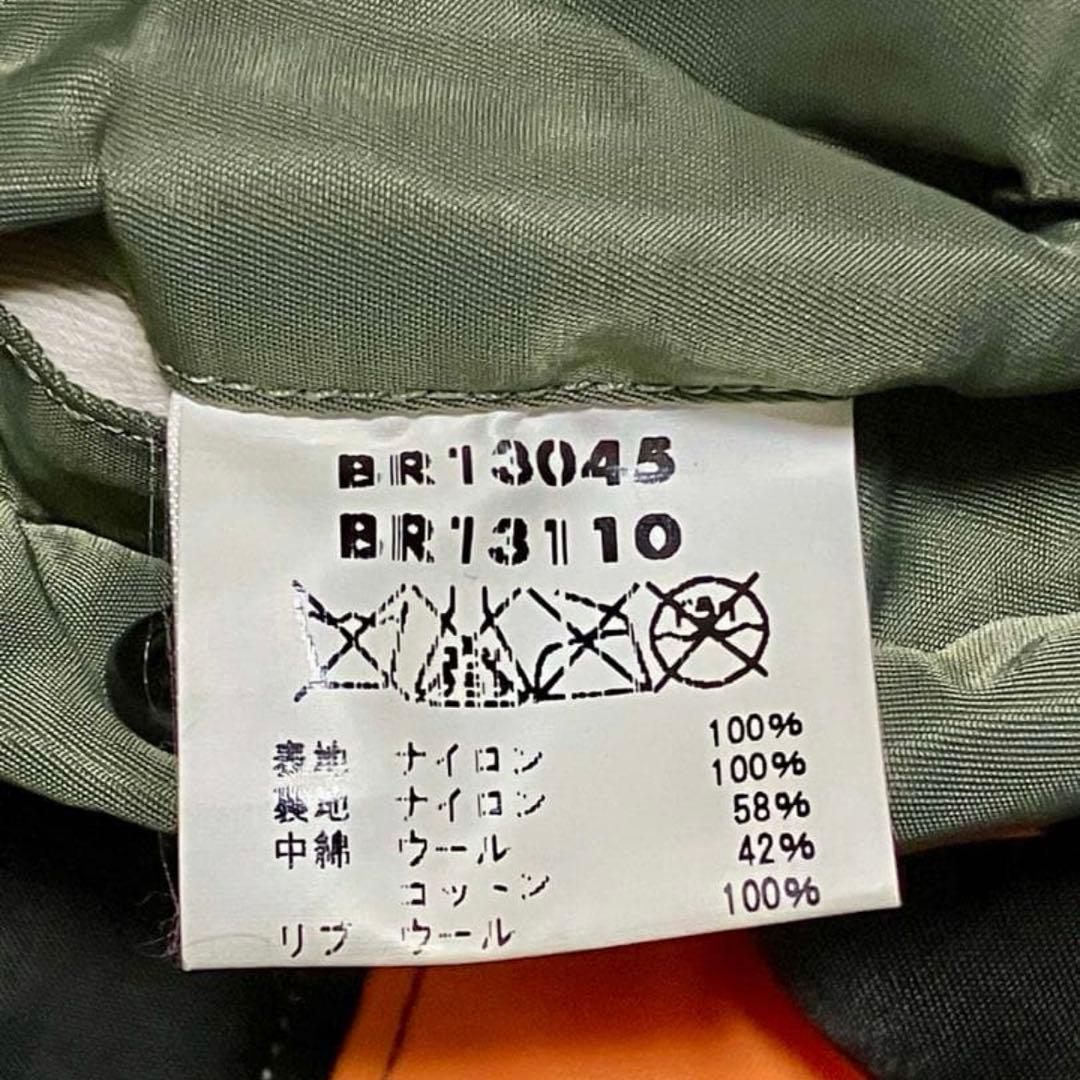 BR13045
BR13110
表地 ナイロン 100%
裏地 ナイロン 100%
中綿 ウール 58%
コットン 42%
リブ ウール 100%